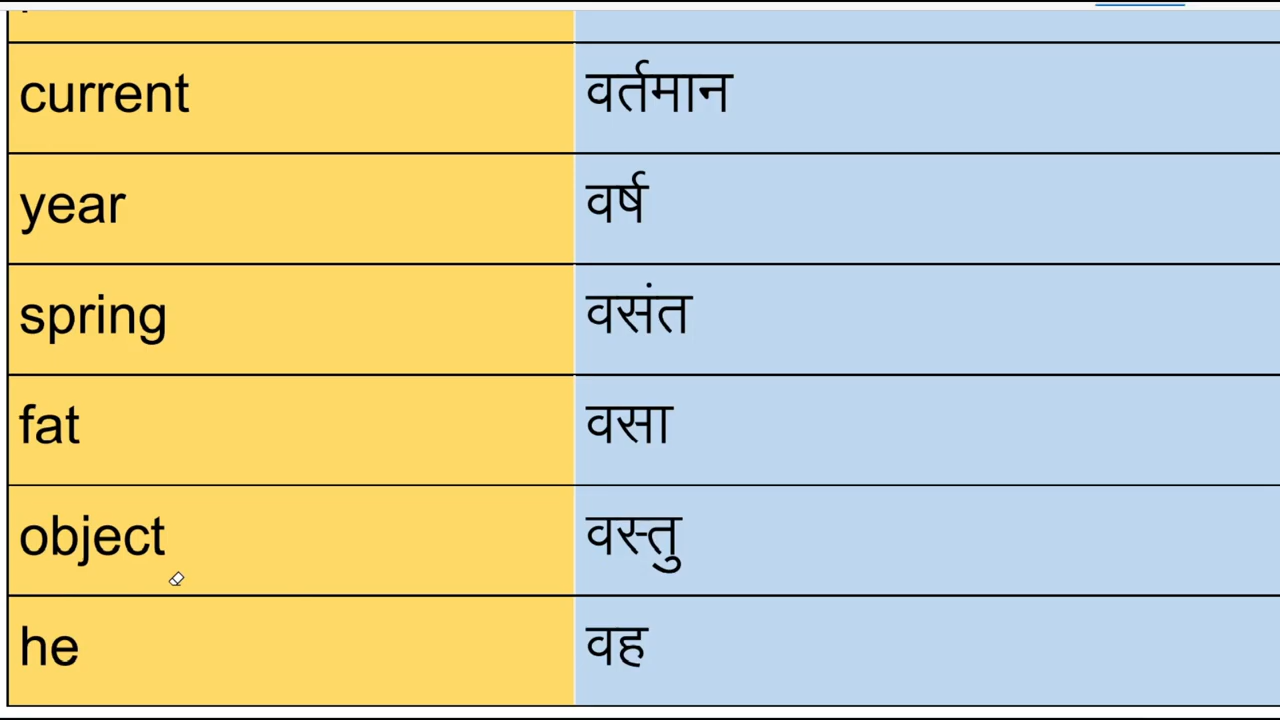 current वर्तमान
year वर्ष
spring वसंत
fat वसा
object वस्तु
he वह